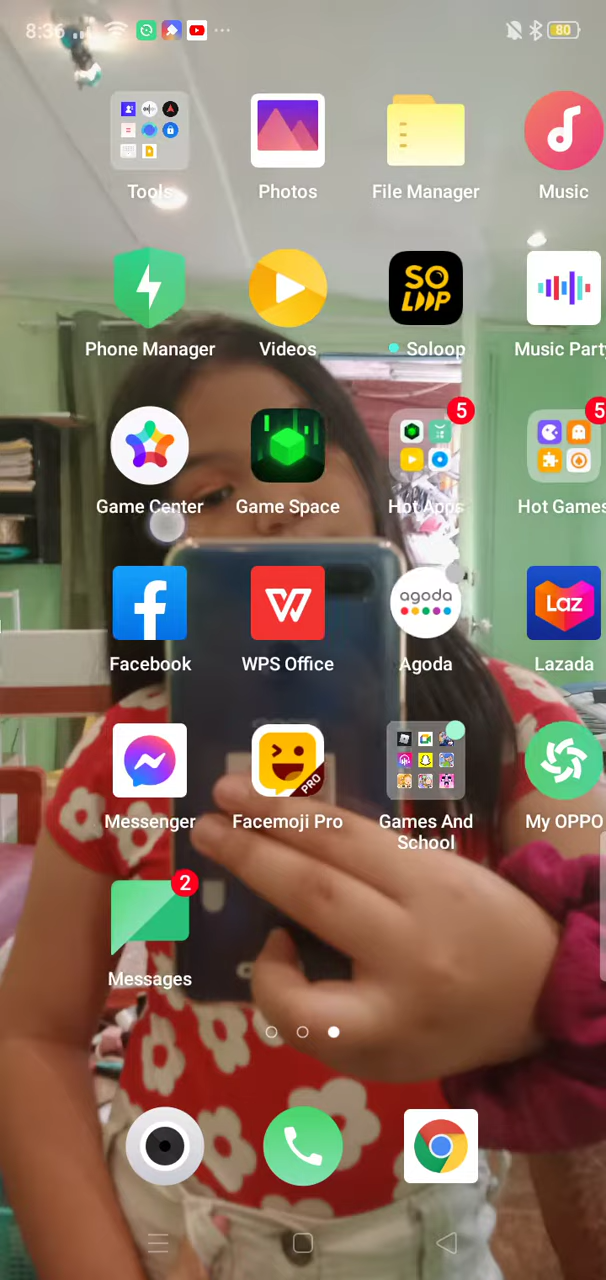 8:36
80
Tools
Photos
File Manager
Music
SO
LOOP
Phone Manager
Videos
Soloop
Music Party
5
5
Game Center
Game Space
Hot Apps
Hot Games
agoda
Laz
Facebook
WPS Office
Agoda
Lazada
PRO
Messenger
Facemoji Pro
Games And
School
My OPPO
2
Messages